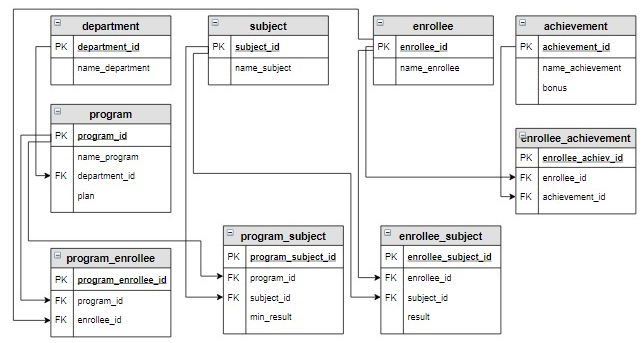 department
PK department_id
name_department
subject
PK subject_id
name_subject
enrollee
PK enrollee_id
name_enrollee
achievement
PK achievement_id
name_achievement
bonus
program
PK program_id
name_program
FK department_id
plan
enrollee_achievement
PK enrollee_achiev_id
FK enrollee_id
FK achievement_id
program_enrollee
PK program_enrollee_id
FK program_id
FK enrollee_id
program_subject
PK program_subject_id
FK program_id
FK subject_id
min_result
enrollee_subject
PK enrollee_subject_id
FK enrollee_id
FK subject_id
result